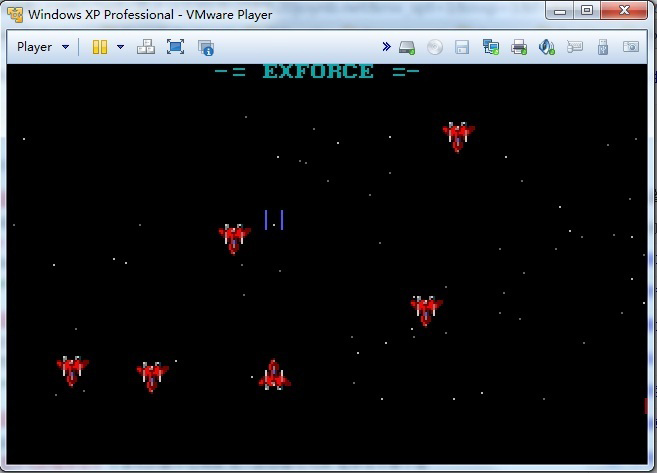 Windows XP Professional - VMware Player
Player
-= EXFORCE =-